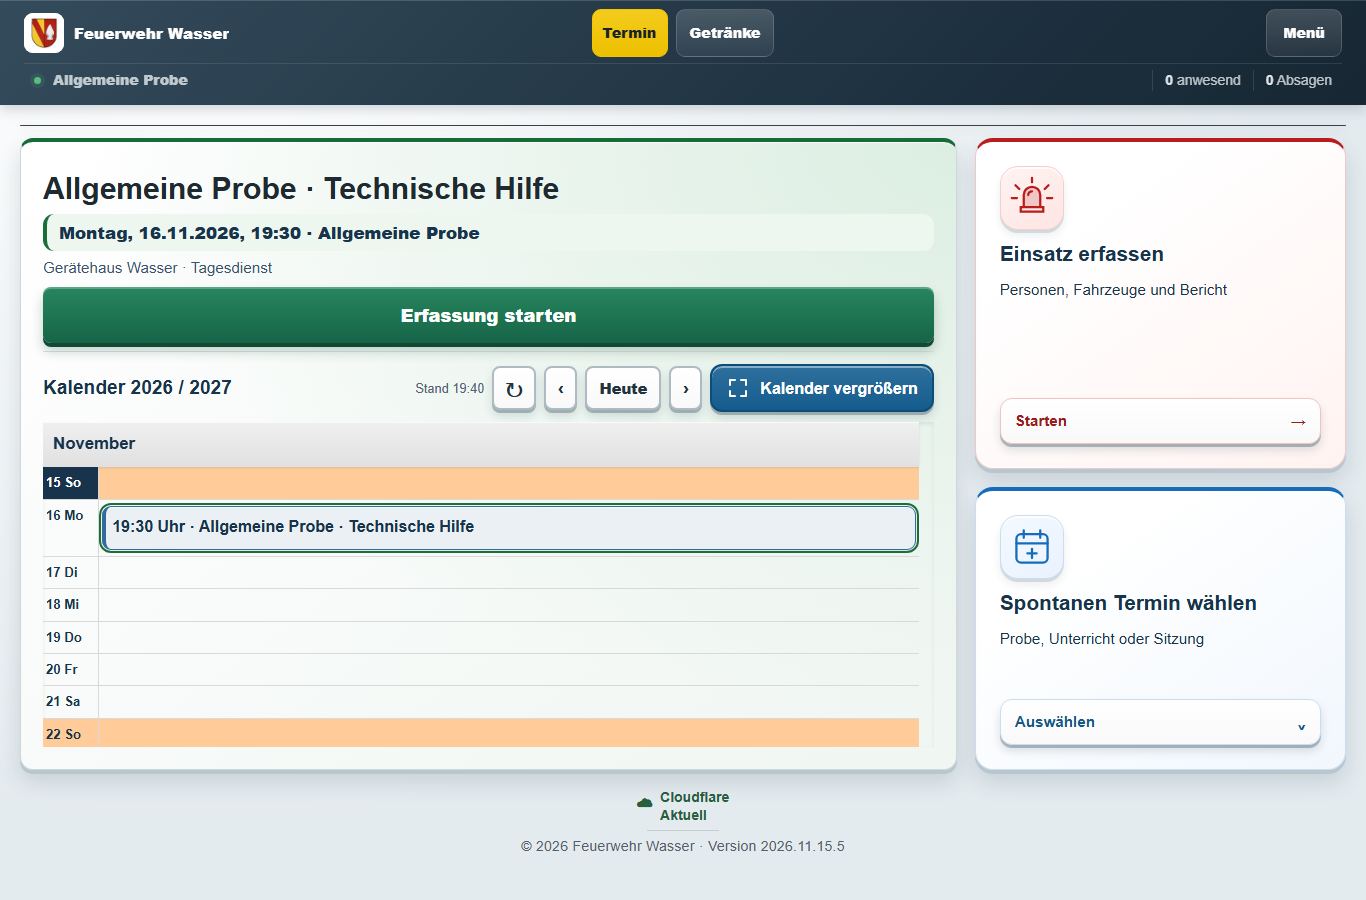 Feuerwehr Wasser
Termin
Getränke
Menü
Allgemeine Probe
0 anwesend
0 Absagen
Allgemeine Probe · Technische Hilfe
Montag, 16.11.2026, 19:30 · Allgemeine Probe
Gerätehaus Wasser · Tagesdienst
Erfassung starten
Kalender 2026 / 2027
Stand 19:40
↻
‹
Heute
›
Kalender vergrößern
November
15 So
16 Mo
19:30 Uhr · Allgemeine Probe · Technische Hilfe
17 Di
18 Mi
19 Do
20 Fr
21 Sa
22 So
Einsatz erfassen
Personen, Fahrzeuge und Bericht
Starten →
Spontanen Termin wählen
Probe, Unterricht oder Sitzung
Auswählen
Cloudflare
Aktuell
© 2026 Feuerwehr Wasser · Version 2026.11.15.5